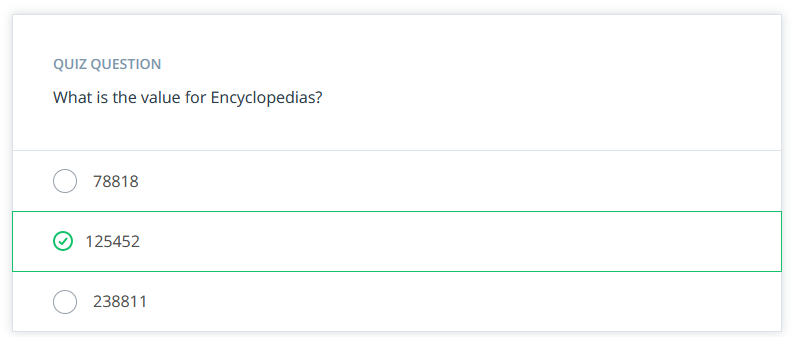 QUIZ QUESTION
What is the value for Encyclopedias?
78818
125452
238811